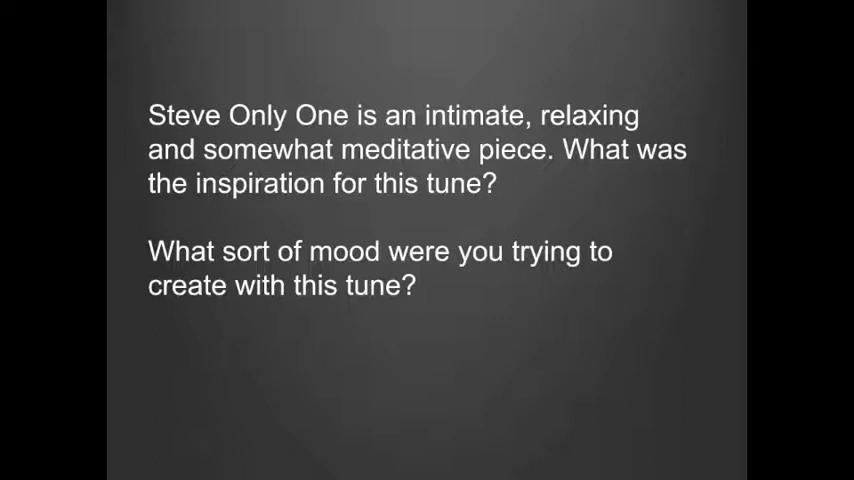 Steve Only One is an intimate, relaxing
and somewhat meditative piece. What was
the inspiration for this tune?
What sort of mood were you trying to
create with this tune?